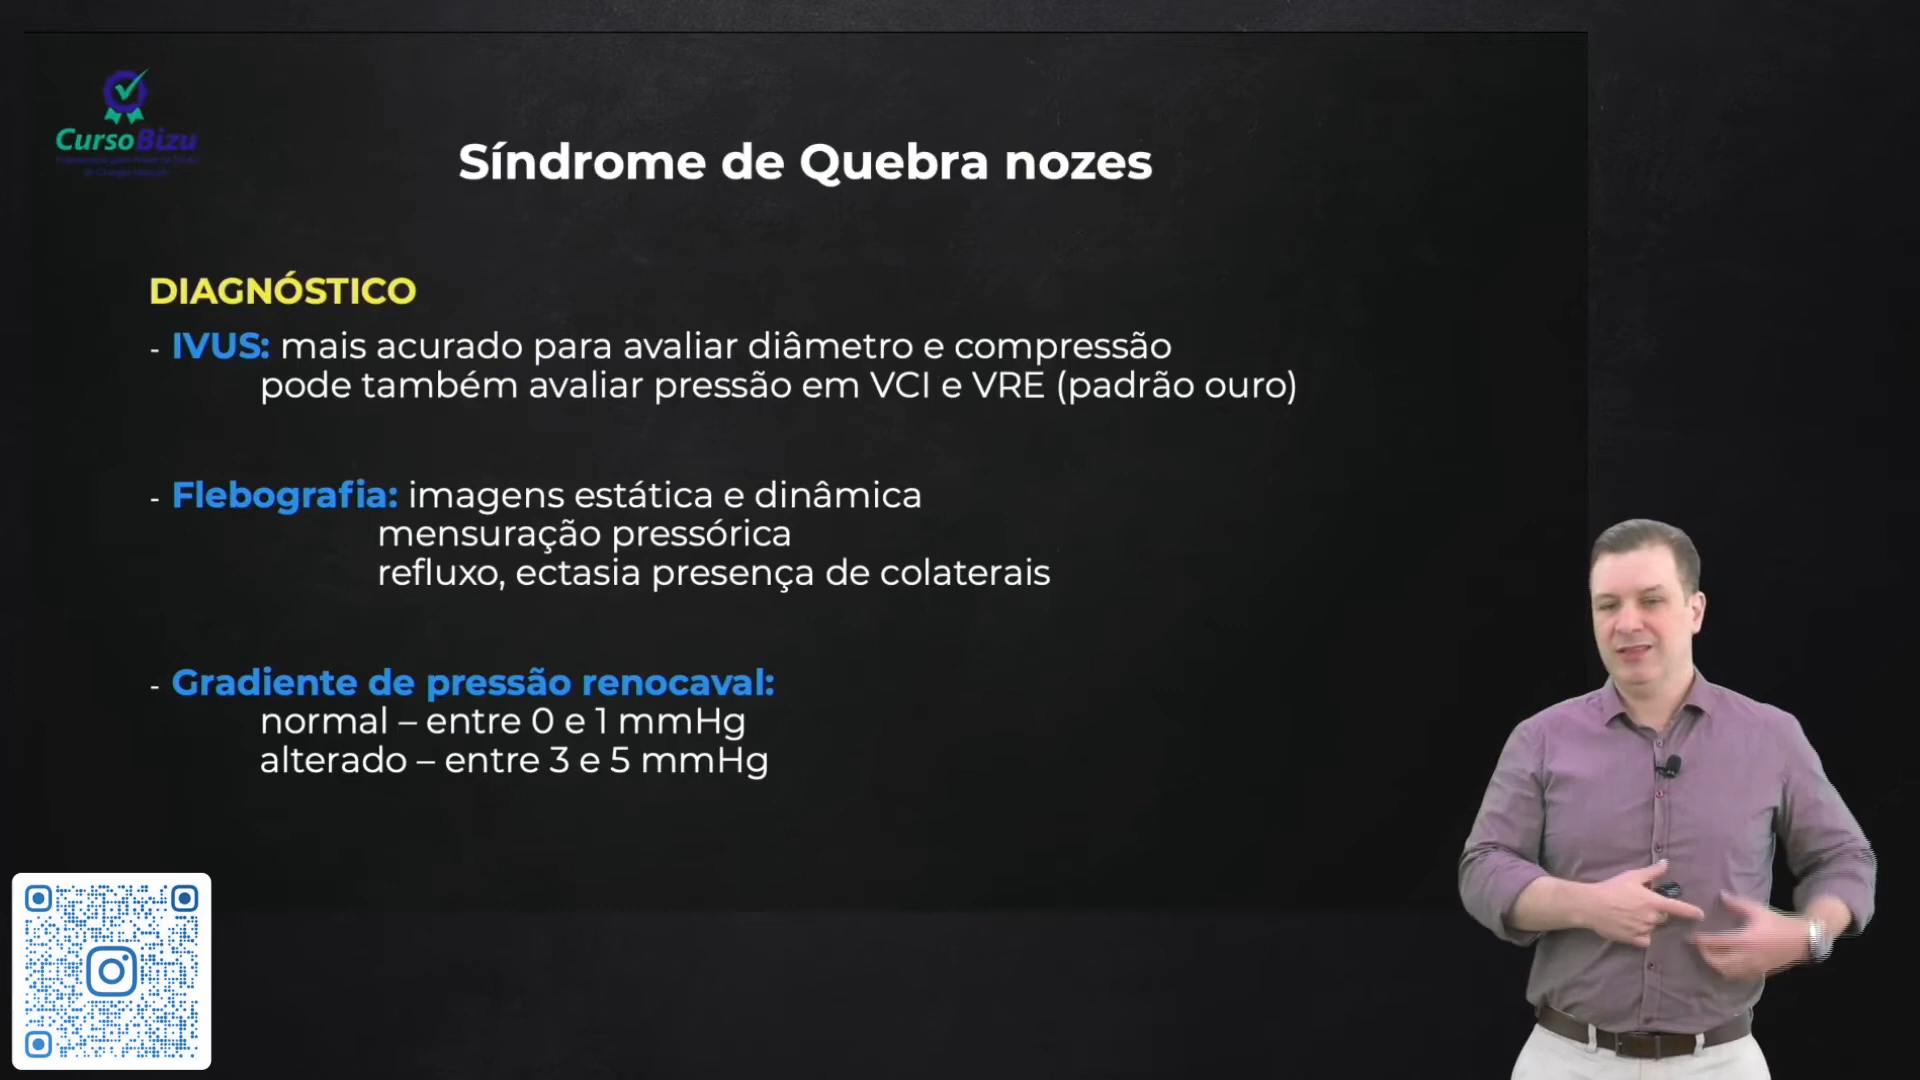 CursoBizu
Síndrome de Quebra nozes
DIAGNÓSTICO
- IVUS: mais acurado para avaliar diâmetro e compressão
pode também avaliar pressão em VCI e VRE (padrão ouro)
- Flebografia: imagens estática e dinâmica
mensuração pressórica
refluxo, ectasia presença de colaterais
- Gradiente de pressão renocaval:
normal – entre 0 e 1 mmHg
alterado – entre 3 e 5 mmHg